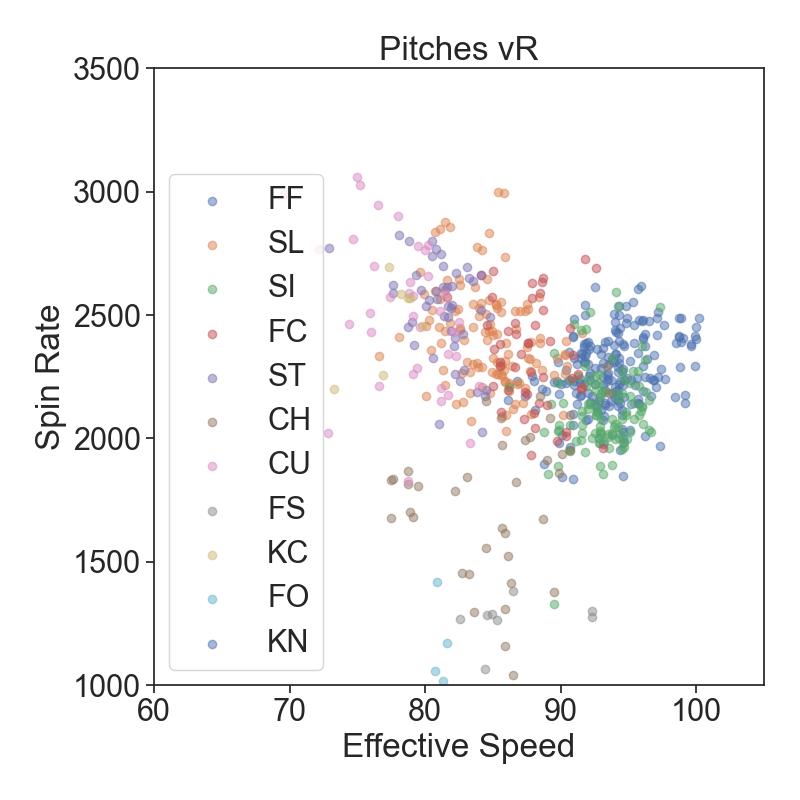 Pitches vR
3500
3000
2500
2000
1500
1000
Spin Rate
FF
SL
SI
FC
ST
CH
CU
FS
KC
FO
KN
60 70 80 90 100
Effective Speed